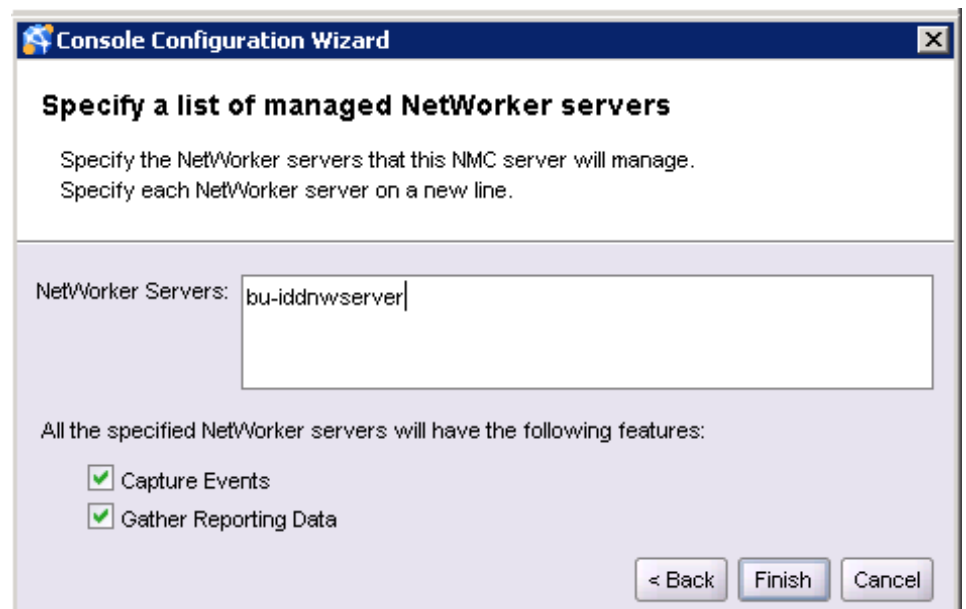 Console Configuration Wizard
Specify a list of managed NetWorker servers
Specify the NetWorker servers that this NMC server will manage.
Specify each NetWorker server on a new line.
NetWorker Servers: bu-iddnwserver
All the specified NetWorker servers will have the following features:
Capture Events
Gather Reporting Data
< Back Finish Cancel